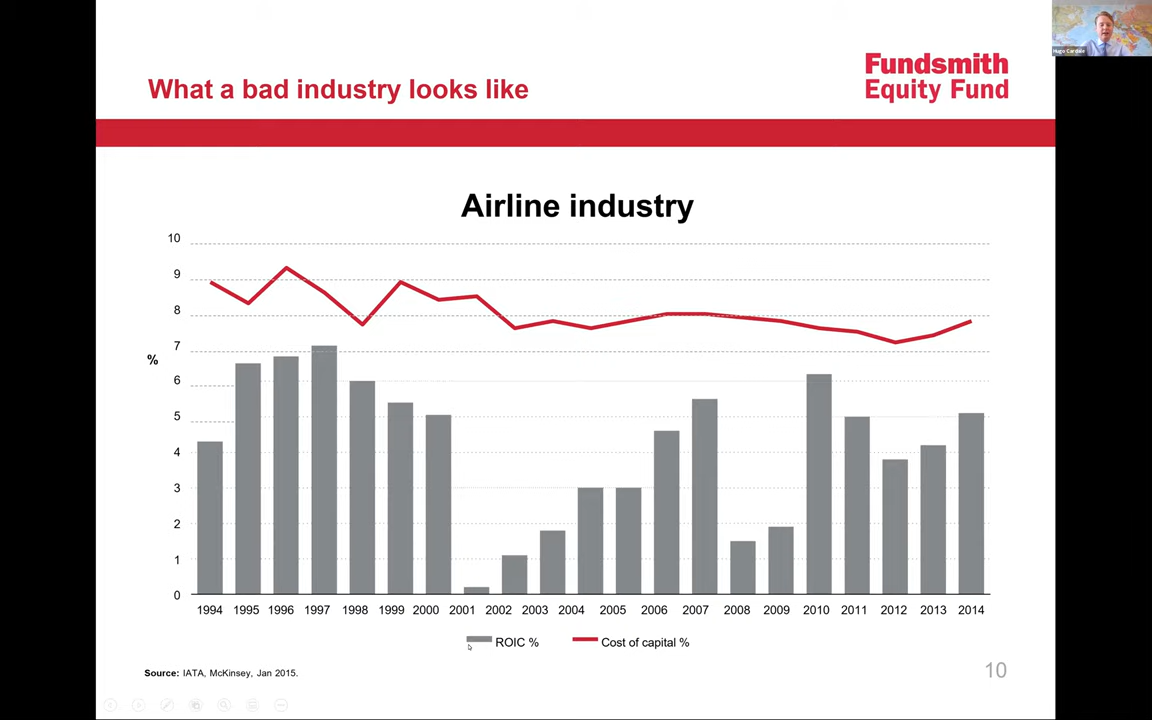 What a bad industry looks like
Fundsmith
Equity Fund
Hugo Cardale
Airline industry
10
9
8
7
%
6
5
4
3
2
1
0
1994 1995 1996 1997 1998 1999 2000 2001 2002 2003 2004 2005 2006 2007 2008 2009 2010 2011 2012 2013 2014
ROIC % Cost of capital %
Source: IATA, McKinsey, Jan 2015.
10